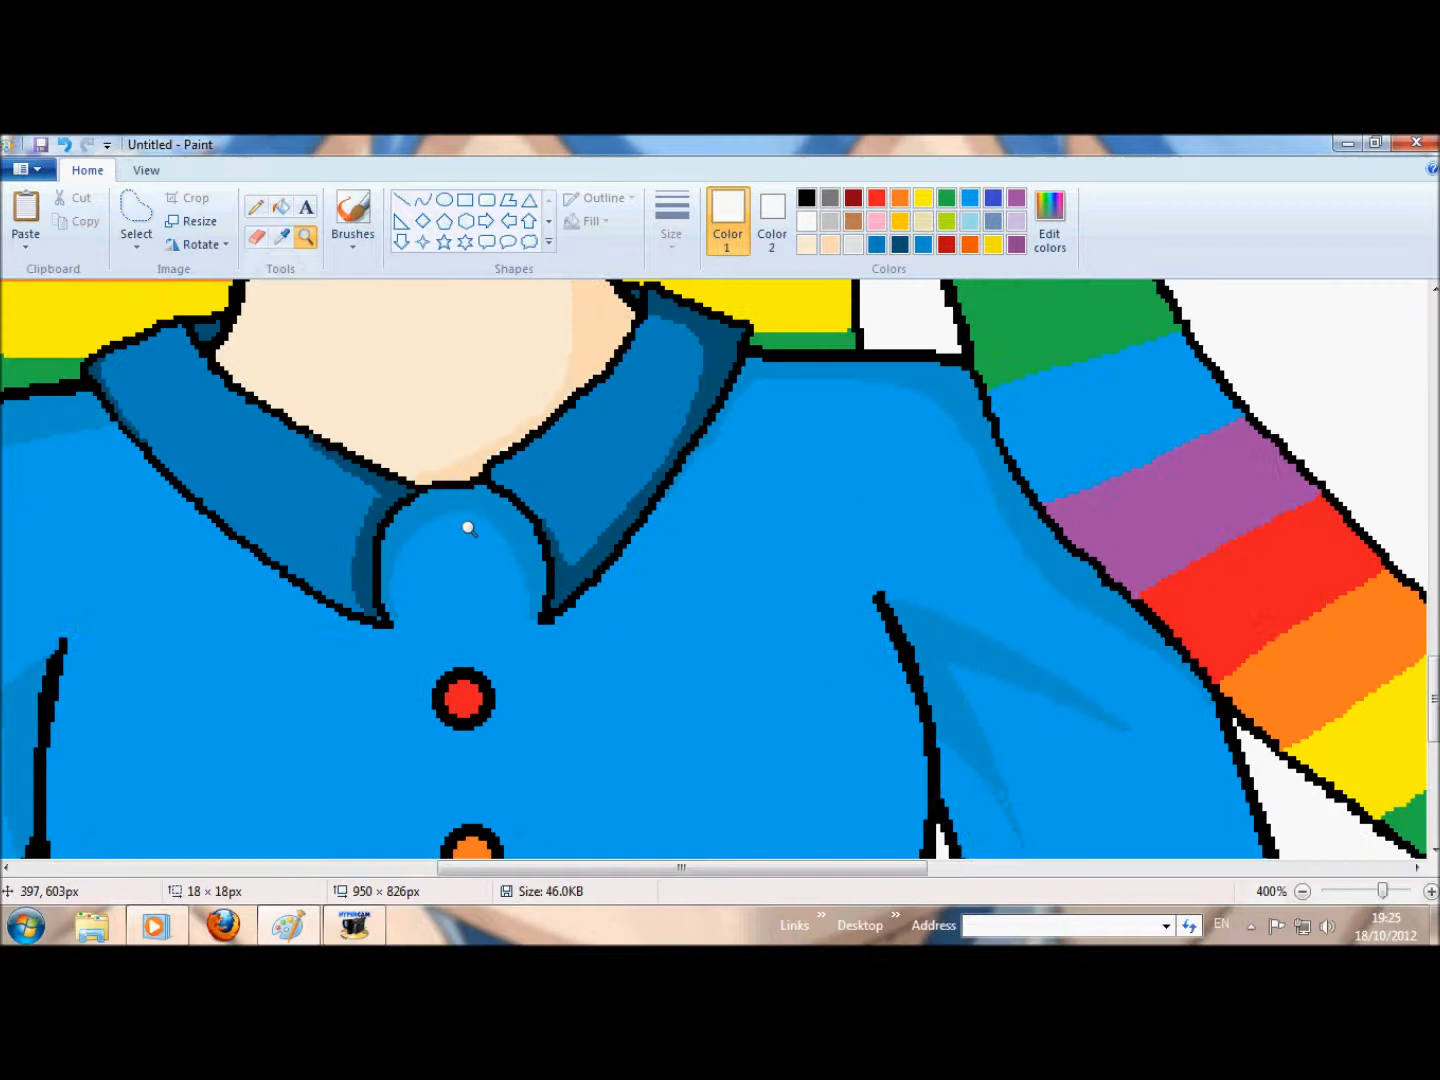 Untitled - Paint
Home View
Paste
Cut
Copy
Clipboard
Select
Crop
Resize
Rotate
Image
A
Tools
Brushes
Outline
Fill
Shapes
Size
Color 1
Color 2
Edit colors
Colors
397, 603px 18 × 18px 950 × 826px Size: 46.0KB 400%
HYPERCAM
Links » Desktop » Address EN 19:25
18/10/2012